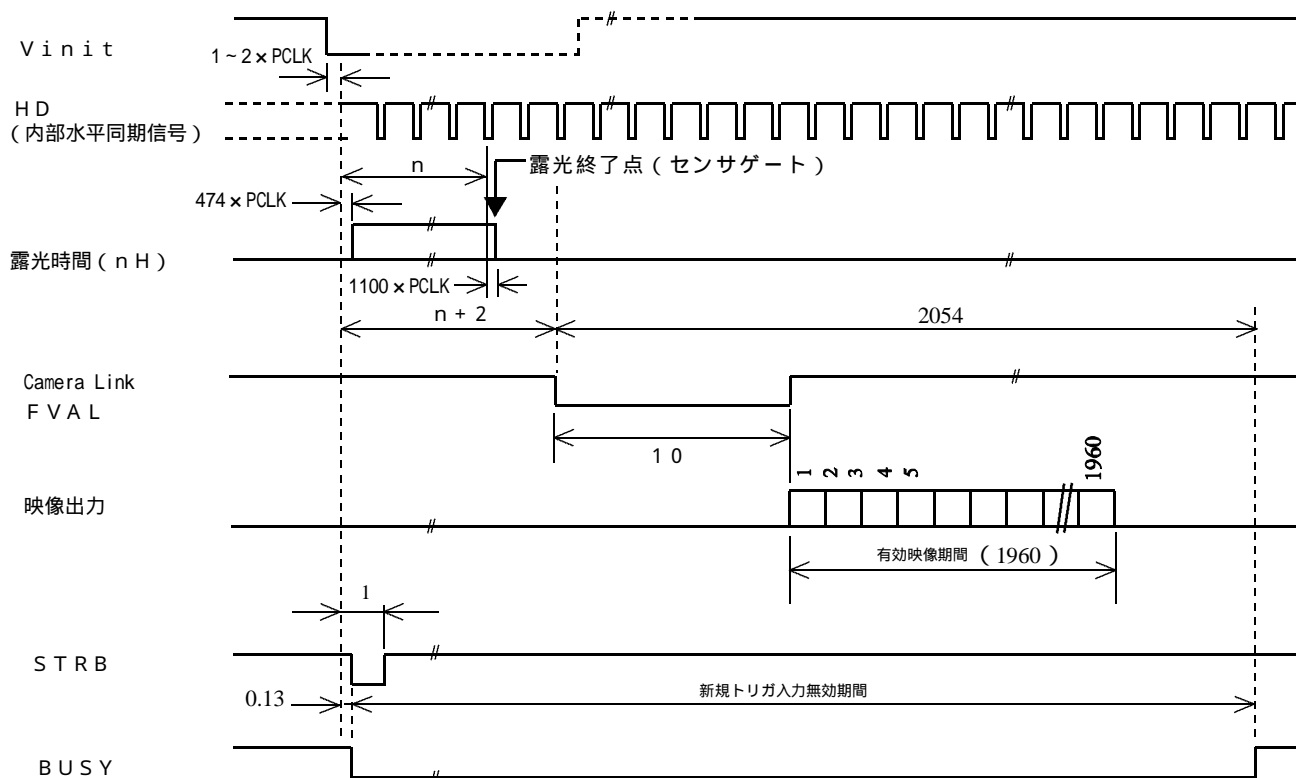 Vinit
1~2×PCLK
HD
(内部水平同期信号)
n
露光終了点(センサゲート)
474×PCLK
露光時間(nH)
1100×PCLK
n+2
2054
Camera Link
FVAL
10
1 2 3 4 5 1960
映像出力
有効映像期間(1960)
1
STRB
0.13
新規トリガ入力無効期間
BUSY